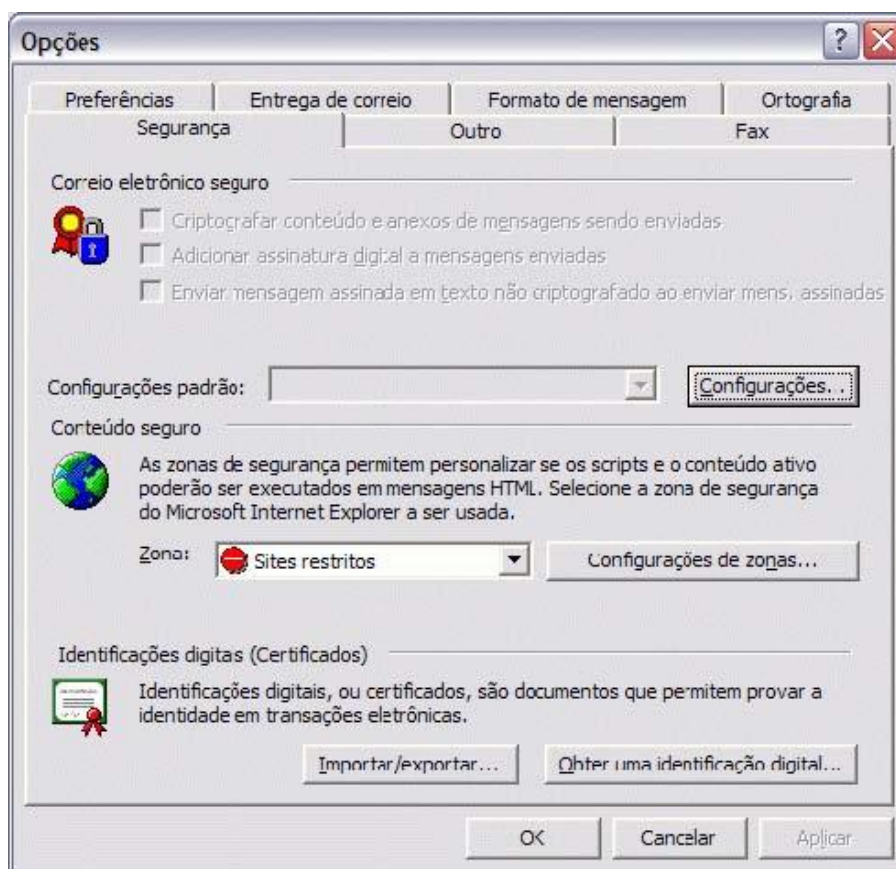 Opções
Preferências
Entrega de correio
Formato de mensagem
Ortografia
Segurança
Outro
Fax
Correio eletrônico seguro
Criptografar conteúdo e anexos de mensagens sendo enviadas
Adicionar assinatura digital a mensagens enviadas
Enviar mensagem assinada em texto não criptografado ao enviar mens. assinadas
Configurações padrão:
Configurações...
Conteúdo seguro
As zonas de segurança permitem personalizar se os scripts e o conteúdo ativo
poderão ser executados em mensagens HTML. Selecione a zona de segurança
do Microsoft Internet Explorer a ser usada.
Zona:
Sites restritos
Configurações de zonas...
Identificações digitas (Certificados)
Identificações digitais, ou certificados, são documentos que permitem provar a
identidade em transações eletrônicas.
Importar/exportar...
Obter uma identificação digital...
OK
Cancelar
Aplicar